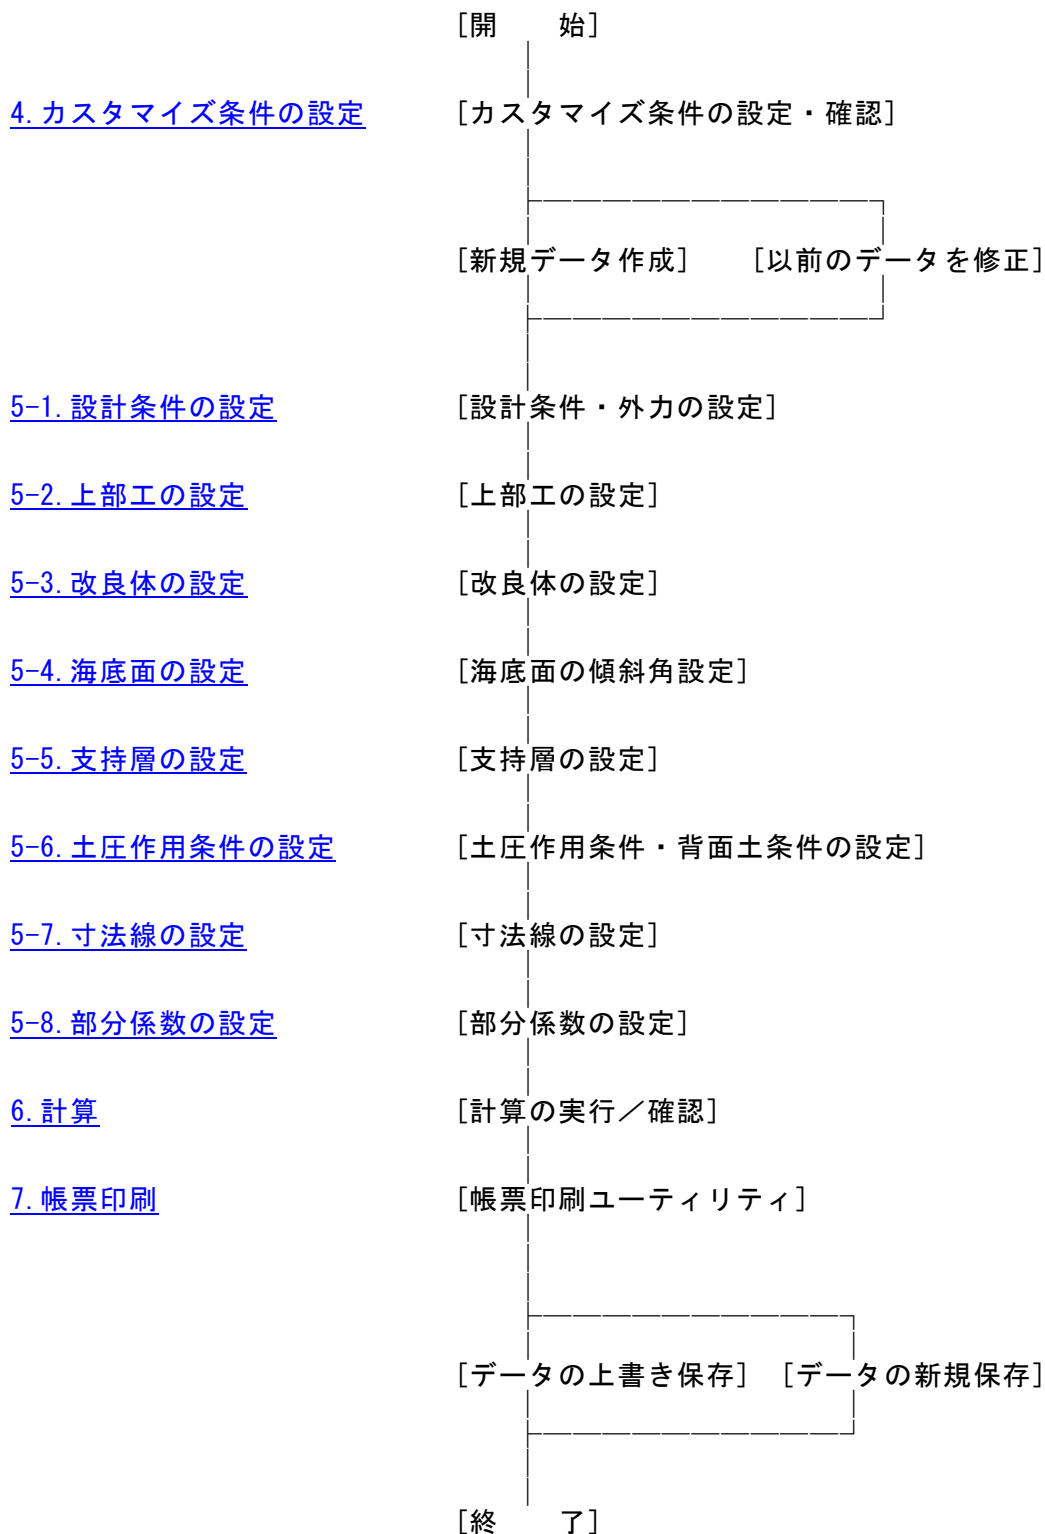 [開　　始]
4.カスタマイズ条件の設定　[カスタマイズ条件の設定・確認]
[新規データ作成]　[以前のデータを修正]
5-1.設計条件の設定　[設計条件・外力の設定]
5-2.上部工の設定　[上部工の設定]
5-3.改良体の設定　[改良体の設定]
5-4.海底面の設定　[海底面の傾斜角設定]
5-5.支持層の設定　[支持層の設定]
5-6.土圧作用条件の設定　[土圧作用条件・背面土条件の設定]
5-7.寸法線の設定　[寸法線の設定]
5-8.部分係数の設定　[部分係数の設定]
6.計算　[計算の実行／確認]
7.帳票印刷　[帳票印刷ユーティリティ]
[データの上書き保存]　[データの新規保存]
[終　　了]